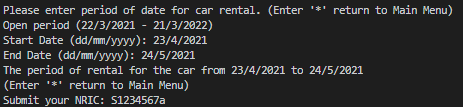 Please enter period of date for car rental. (Enter '*' return to Main Menu)
Open period (22/3/2021 - 21/3/2022)
Start Date (dd/mm/yyyy): 23/4/2021
End Date (dd/mm/yyyy): 24/5/2021
The period of rental for the car from 23/4/2021 to 24/5/2021
(Enter '*' return to Main Menu)
Submit your NRIC: S1234567a